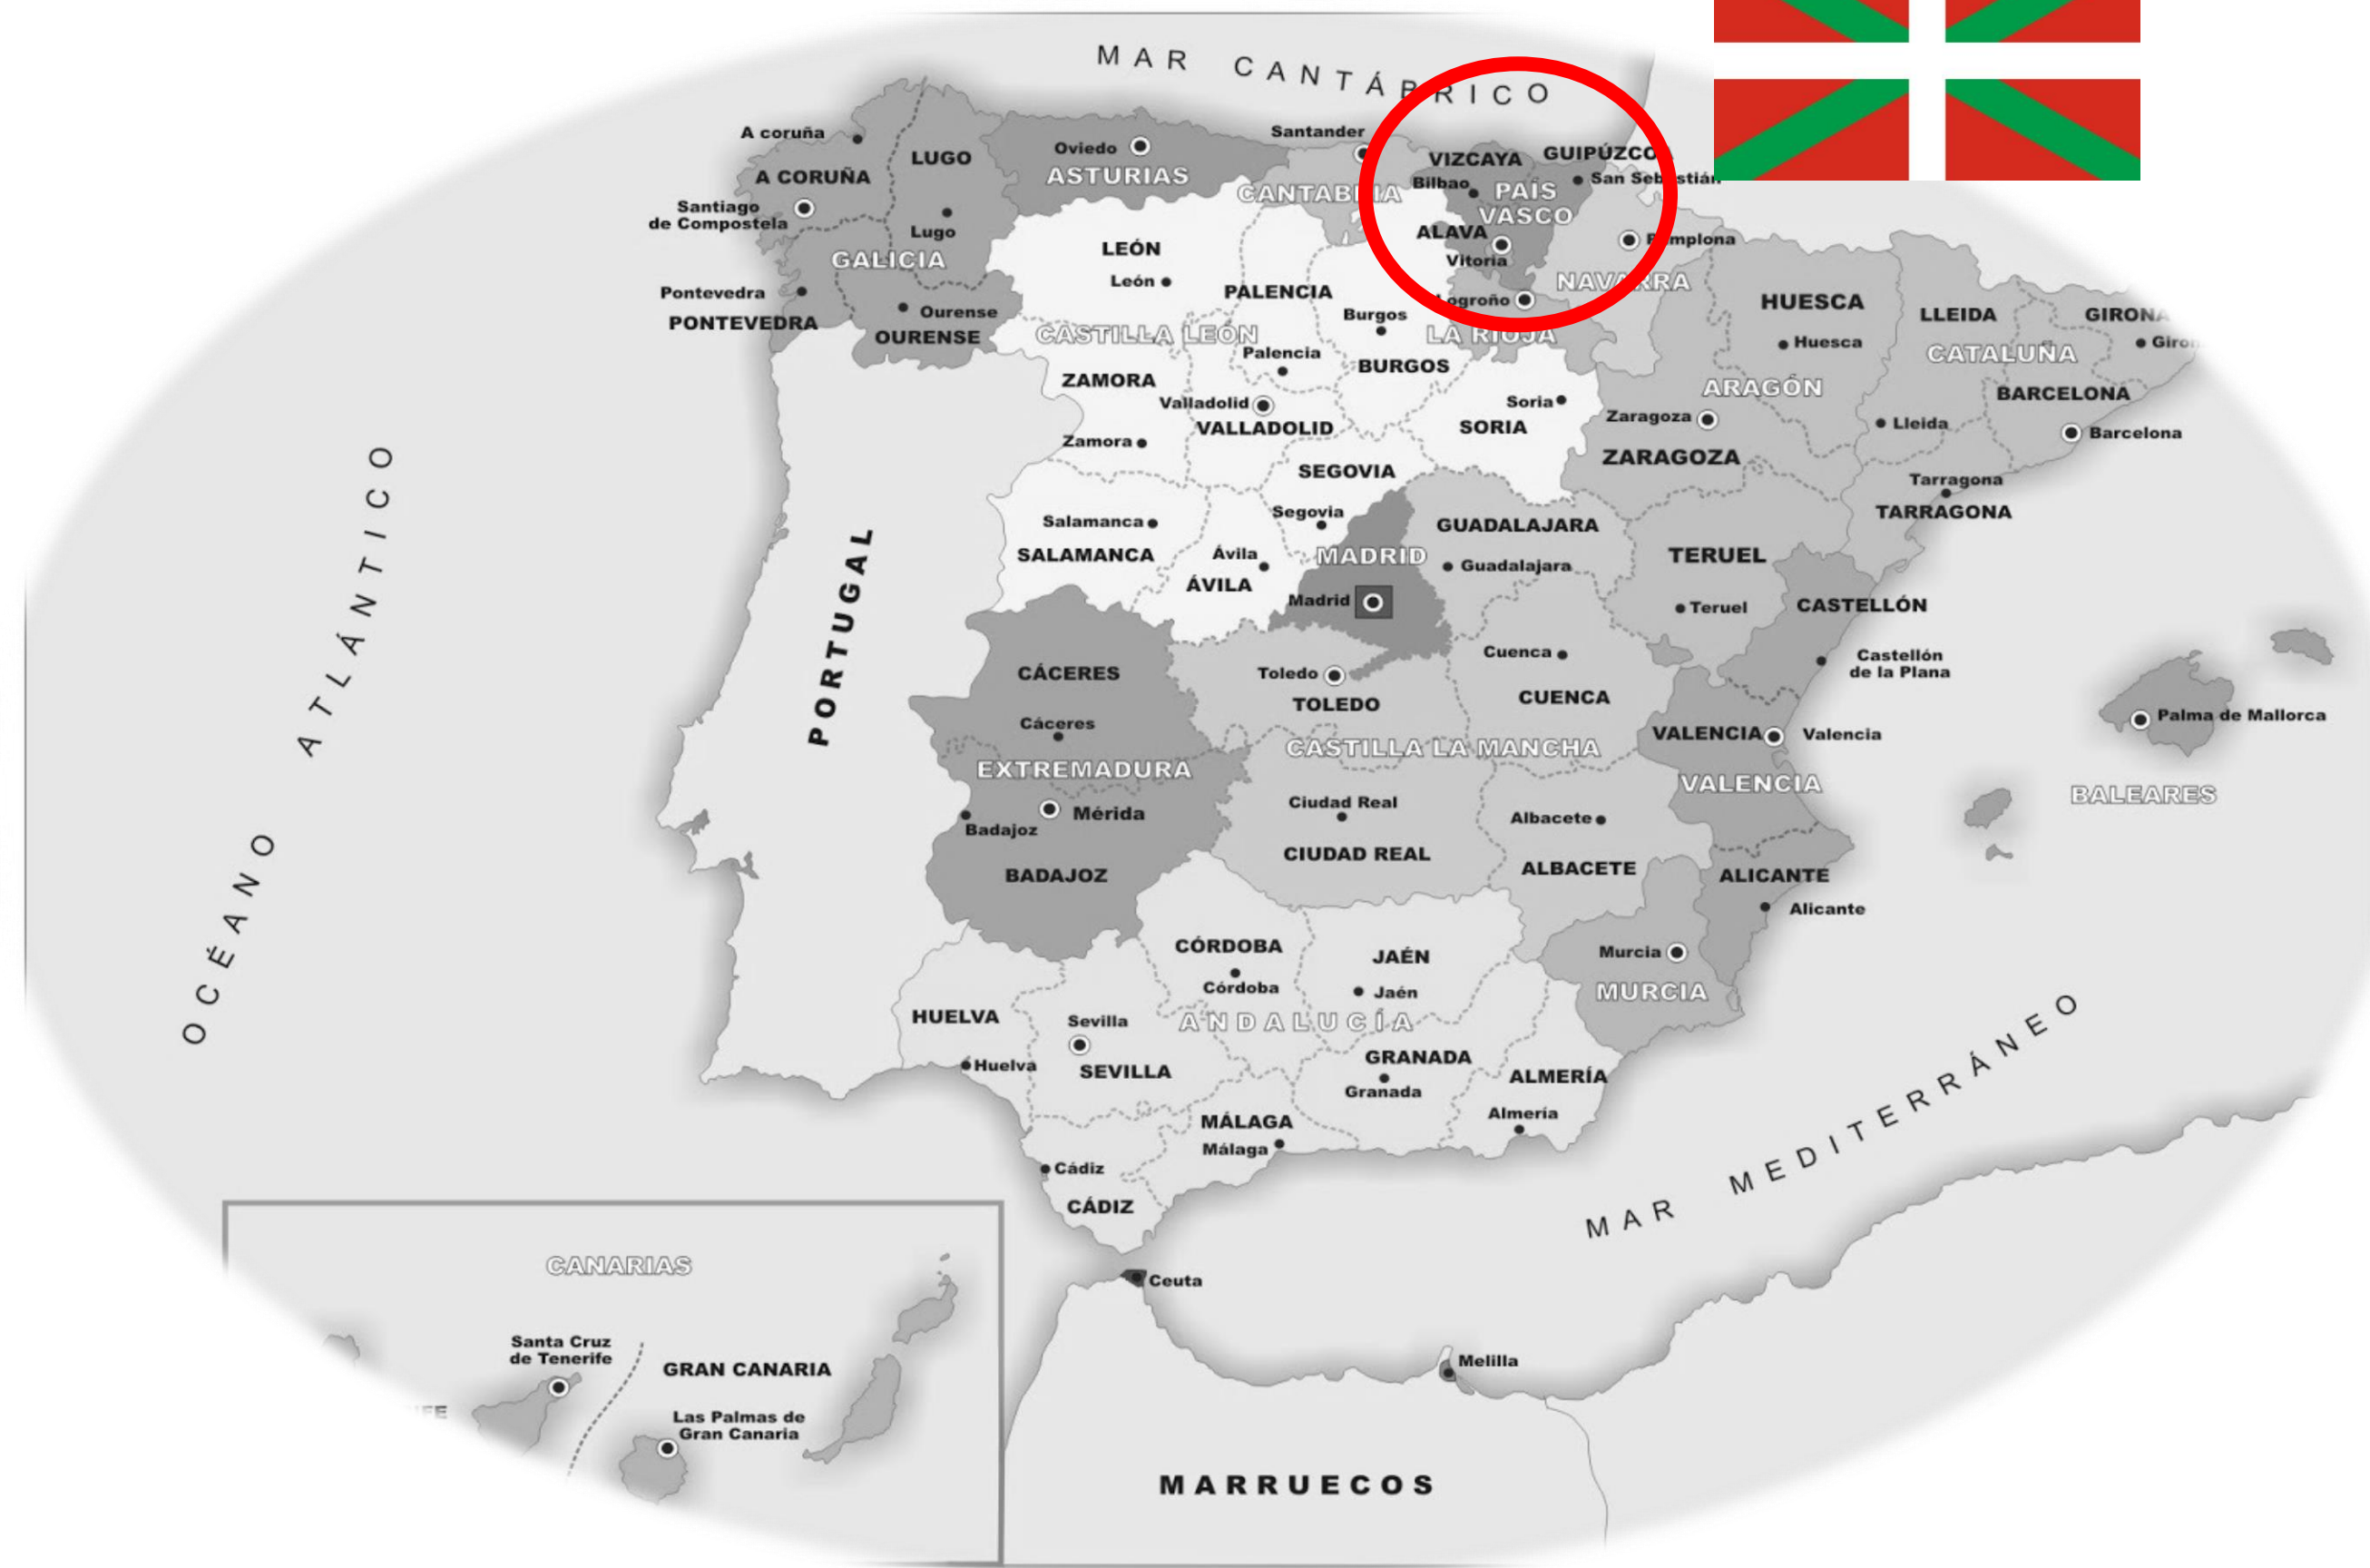 MAR CANTÁBRICO
A coruña
A CORUÑA
Santiago
de Compostela
LUGO
Lugo
GALICIA
Pontevedra
PONTEVEDRA
Ourense
OURENSE
Oviedo
ASTURIAS
Santander
CANTABRIA
VIZCAYA
GUIPÚZCO
Bilbao
San Sebastián
PAÍS
VASCO
ALAVA
Vitoria
Pamplona
NAVARRA
Logroño
LA RIOJA
LEÓN
León
PALENCIA
CASTILLA LEÓN
Palencia
Burgos
BURGOS
ZAMORA
Zamora
Valladolid
VALLADOLID
Soria
SORIA
SEGOVIA
Segovia
Salamanca
SALAMANCA
Ávila
ÁVILA
HUESCA
Huesca
ARAGÓN
Zaragoza
ZARAGOZA
TERUEL
Teruel
LLEIDA
Lleida
CATALUÑA
GIRONA
BARCELONA
Barcelona
Tarragona
TARRAGONA
MADRID
Madrid
GUADALAJARA
Guadalajara
Cuenca
CUENCA
Toledo
TOLEDO
CASTILLA LA MANCHA
Ciudad Real
CIUDAD REAL
Albacete
ALBACETE
CÁCERES
Cáceres
EXTREMADURA
Mérida
Badajoz
BADAJOZ
CASTELLÓN
Castellón
de la Plana
VALENCIA
Valencia
VALENCIA
ALICANTE
Alicante
Murcia
MURCIA
Palma de Mallorca
BALEARES
PORTUGAL
OCÉANO ATLÁNTICO
CÓRDOBA
Córdoba
JAÉN
Jaén
HUELVA
Huelva
Sevilla
SEVILLA
ANDALUCÍA
GRANADA
Granada
ALMERÍA
Almería
MÁLAGA
Málaga
Cádiz
CÁDIZ
Ceuta
Melilla
MAR MEDITERRÁNEO
MARRUECOS
CANARIAS
Santa Cruz
de Tenerife
GRAN CANARIA
Las Palmas de
Gran Canaria